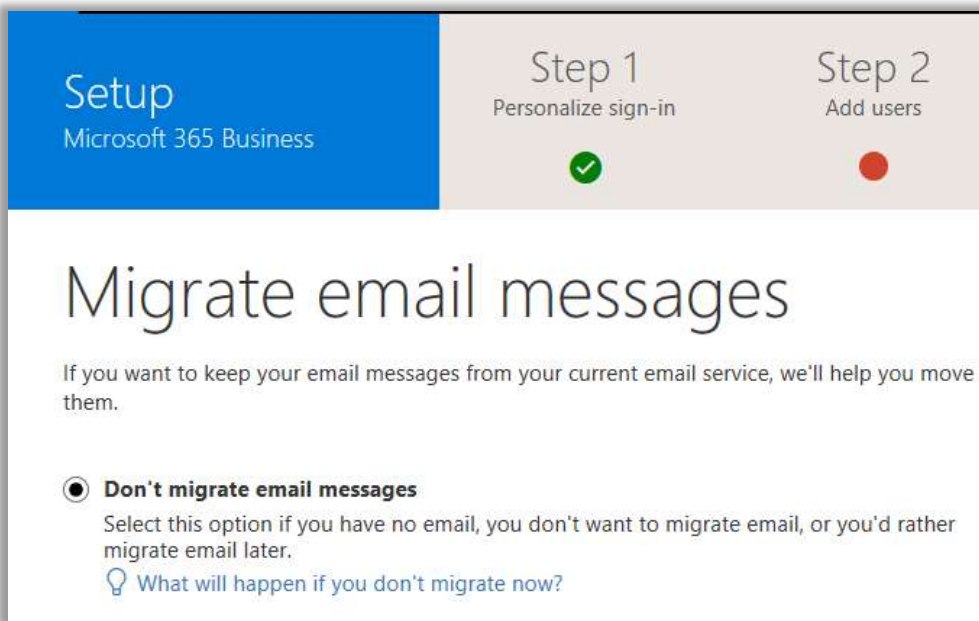 Setup
Microsoft 365 Business
Step 1
Personalize sign-in
Step 2
Add users
Migrate email messages
If you want to keep your email messages from your current email service, we'll help you move
them.
Don't migrate email messages
Select this option if you have no email, you don't want to migrate email, or you'd rather
migrate email later.
What will happen if you don't migrate now?